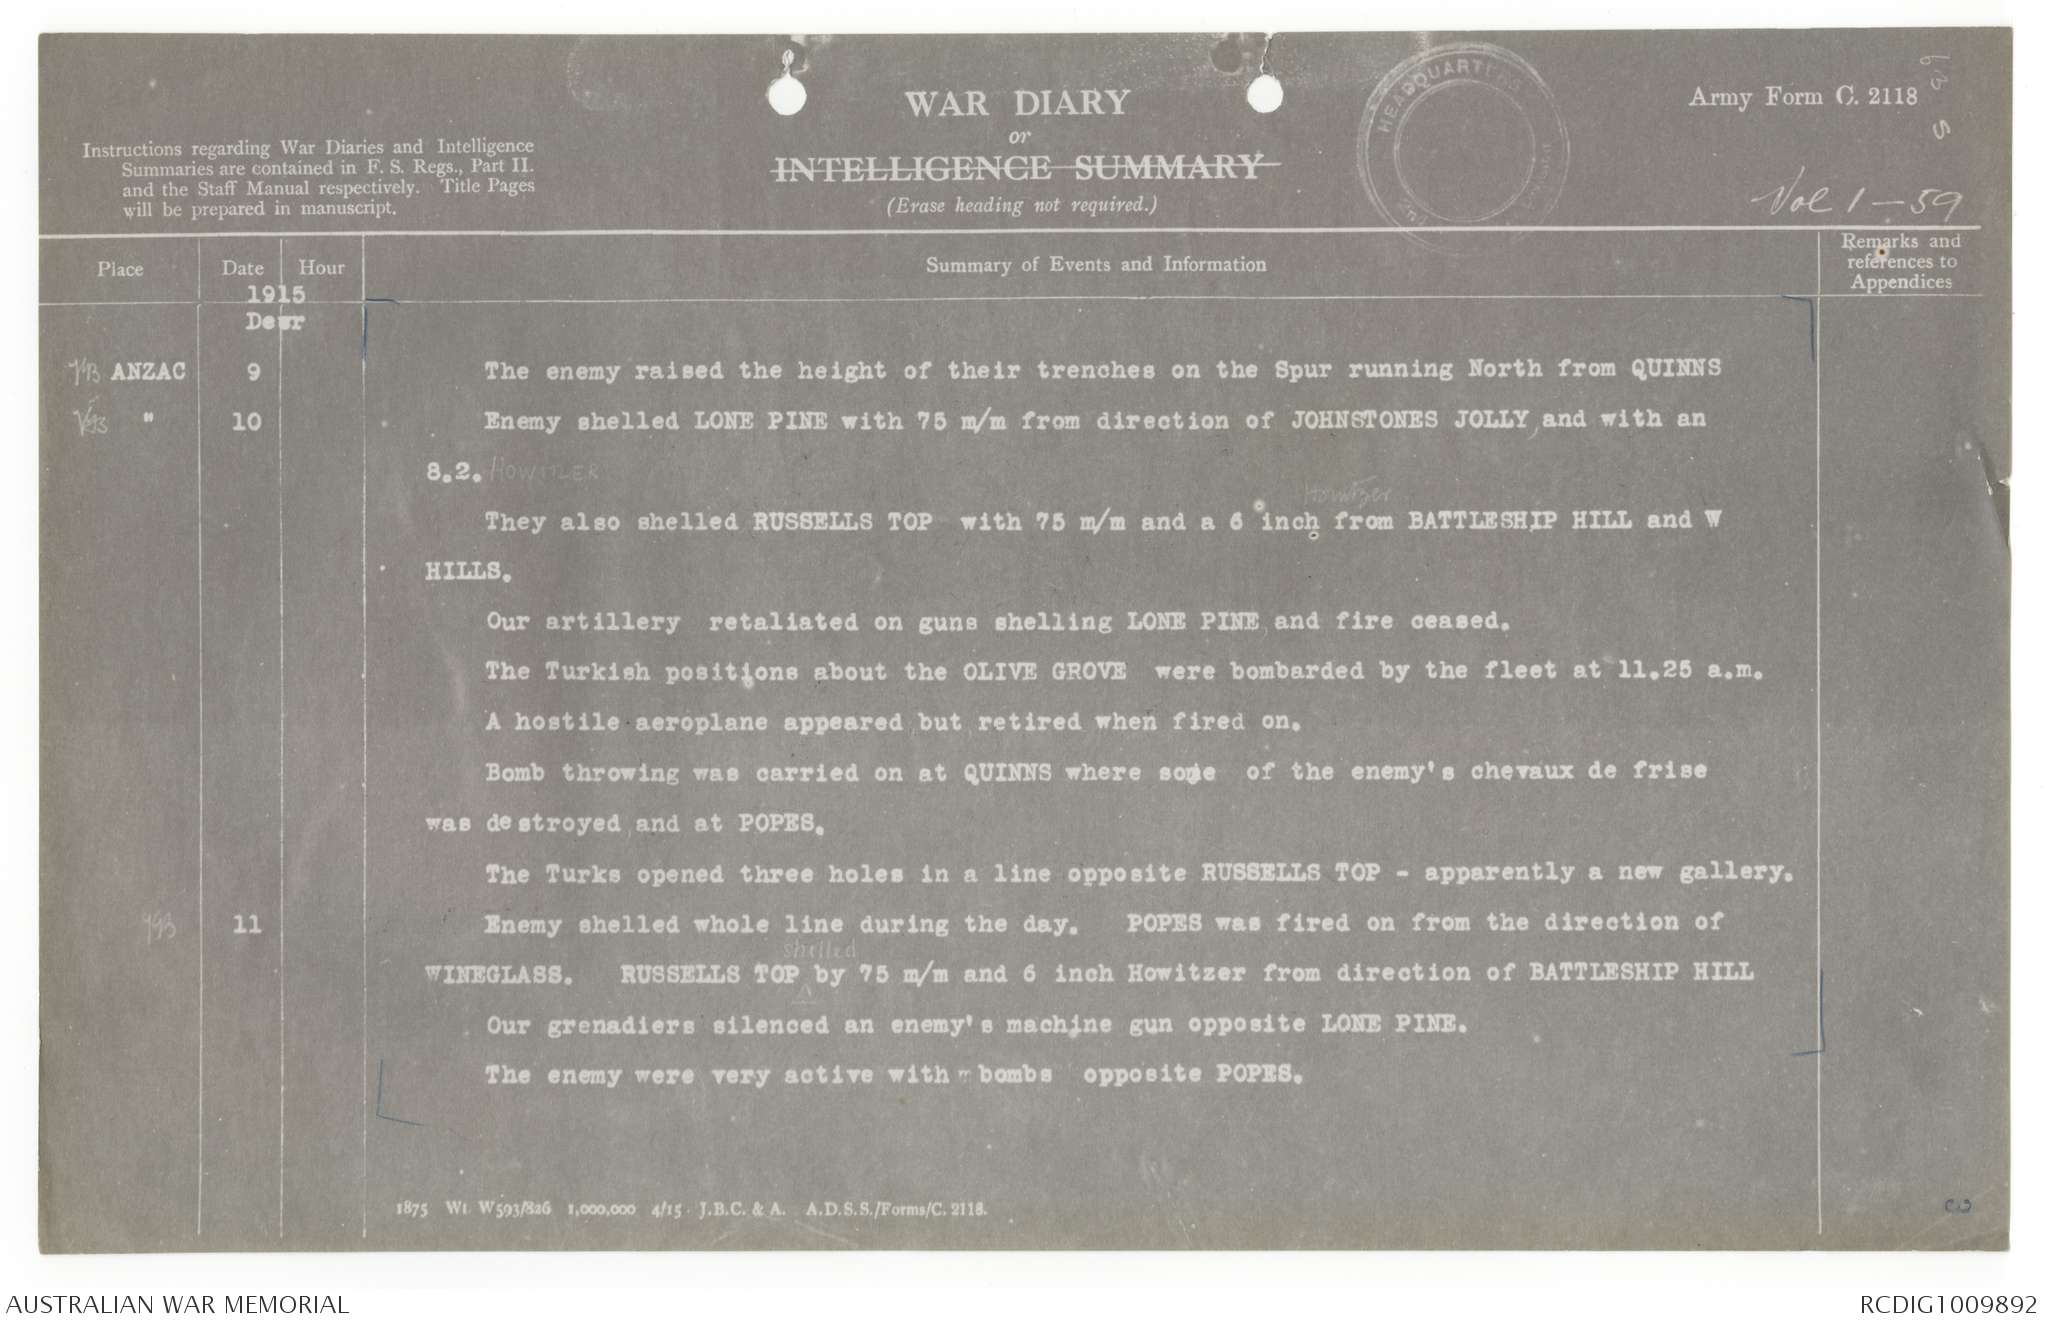 WAR DIARY
or
INTELLIGENCE SUMMARY
(Erase heading not required.)
Army Form C. 2118
Instructions regarding War Diaries and Intelligence
Summaries are contained in F. S. Regs., Part II.
and the Staff Manual respectively. Title Pages
will be prepared in manuscript.
HEADQUARTERS
Vol 1 - 59
Place Date Hour Summary of Events and Information Remarks and
references to
Appendices
1915
Decr
ANZAC 9 The enemy raised the height of their trenches on the Spur running North from QUINNS
" 10 Enemy shelled LONE PINE with 75 m/m from direction of JOHNSTONES JOLLY, and with an
8.2. HOWITZER
Howitzer
They also shelled RUSSELLS TOP with 75 m/m and a 6 inch from BATTLESHIP HILL and W
HILLS.
Our artillery retaliated on guns shelling LONE PINE, and fire ceased.
The Turkish positions about the OLIVE GROVE were bombarded by the fleet at 11.25 a.m.
A hostile aeroplane appeared but retired when fired on.
Bomb throwing was carried on at QUINNS where some of the enemy's chevaux de frise
was destroyed, and at POPES.
The Turks opened three holes in a line opposite RUSSELLS TOP - apparently a new gallery.
11 Enemy shelled whole line during the day. POPES was fired on from the direction of
shelled
WINEGLASS. RUSSELLS TOP by 75 m/m and 6 inch Howitzer from direction of BATTLESHIP HILL
Our grenadiers silenced an enemy's machine gun opposite LONE PINE.
The enemy were very active with bombs opposite POPES.
1875 Wt. W593/826 1,000,000 4/15 J.B.C. & A. A.D.S.S./Forms/C. 2118.
AUSTRALIAN WAR MEMORIAL
RCDIG1009892